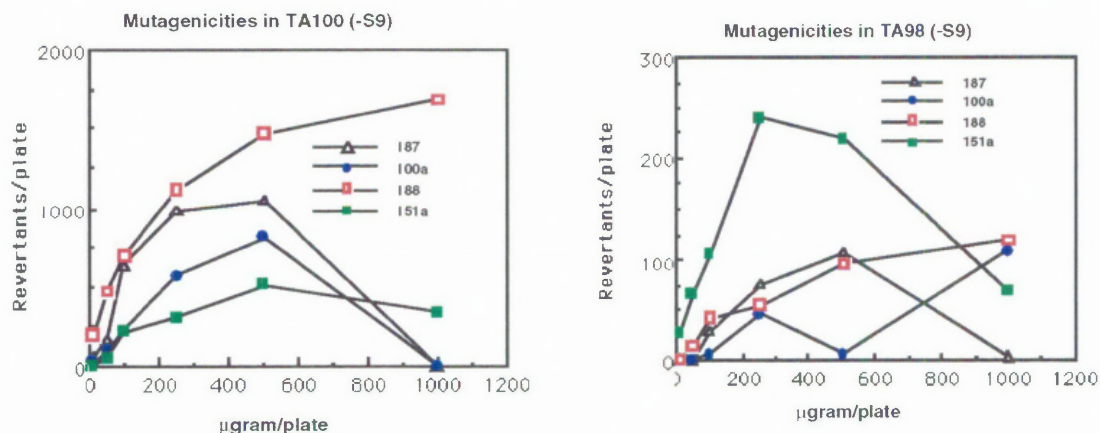 Mutagenicities in TA100 (-S9)
2000
1000
0
Revertants/plate
187
100a
188
151a
0 200 400 600 800 1000 1200
µgram/plate
Mutagenicities in TA98 (-S9)
300
200
100
0
Revertants/plate
187
100a
188
151a
0 200 400 600 800 1000 1200
µgram/plate